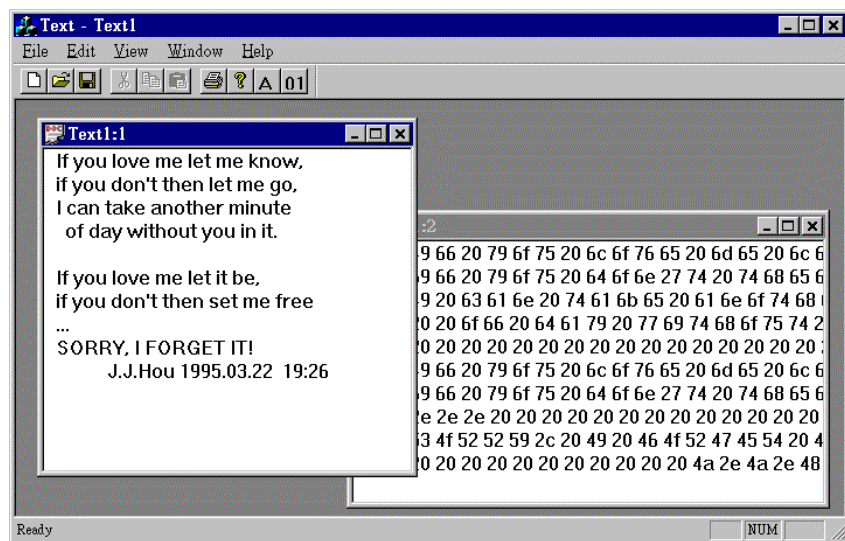 Text - Text1
File Edit View Window Help
A 01
Text1:1
If you love me let me know,
if you don't then let me go,
I can take another minute
of day without you in it.
If you love me let it be,
if you don't then set me free
...
SORRY, I FORGET IT!
J.J.Hou 1995.03.22 19:26
:2
9 66 20 79 6f 75 20 6c 6f 76 65 20 6d 65 20 6c
9 66 20 79 6f 75 20 64 6f 6e 27 74 20 74 68 65
9 20 63 61 6e 20 74 61 6b 65 20 61 6e 6f 74 68
20 20 6f 66 20 64 61 79 20 77 69 74 68 6f 75 74
20 20 20 20 20 20 20 20 20 20 20 20 20 20 20
9 66 20 79 6f 75 20 6c 6f 76 65 20 6d 65 20 6c
9 66 20 79 6f 75 20 64 6f 6e 27 74 20 74 68 65
e 2e 2e 20 20 20 20 20 20 20 20 20 20 20 20 20
3 4f 52 52 59 2c 20 49 20 46 4f 52 47 45 54 20
20 20 20 20 20 20 20 20 20 20 20 4a 2e 4a 2e 48
Ready
NUM